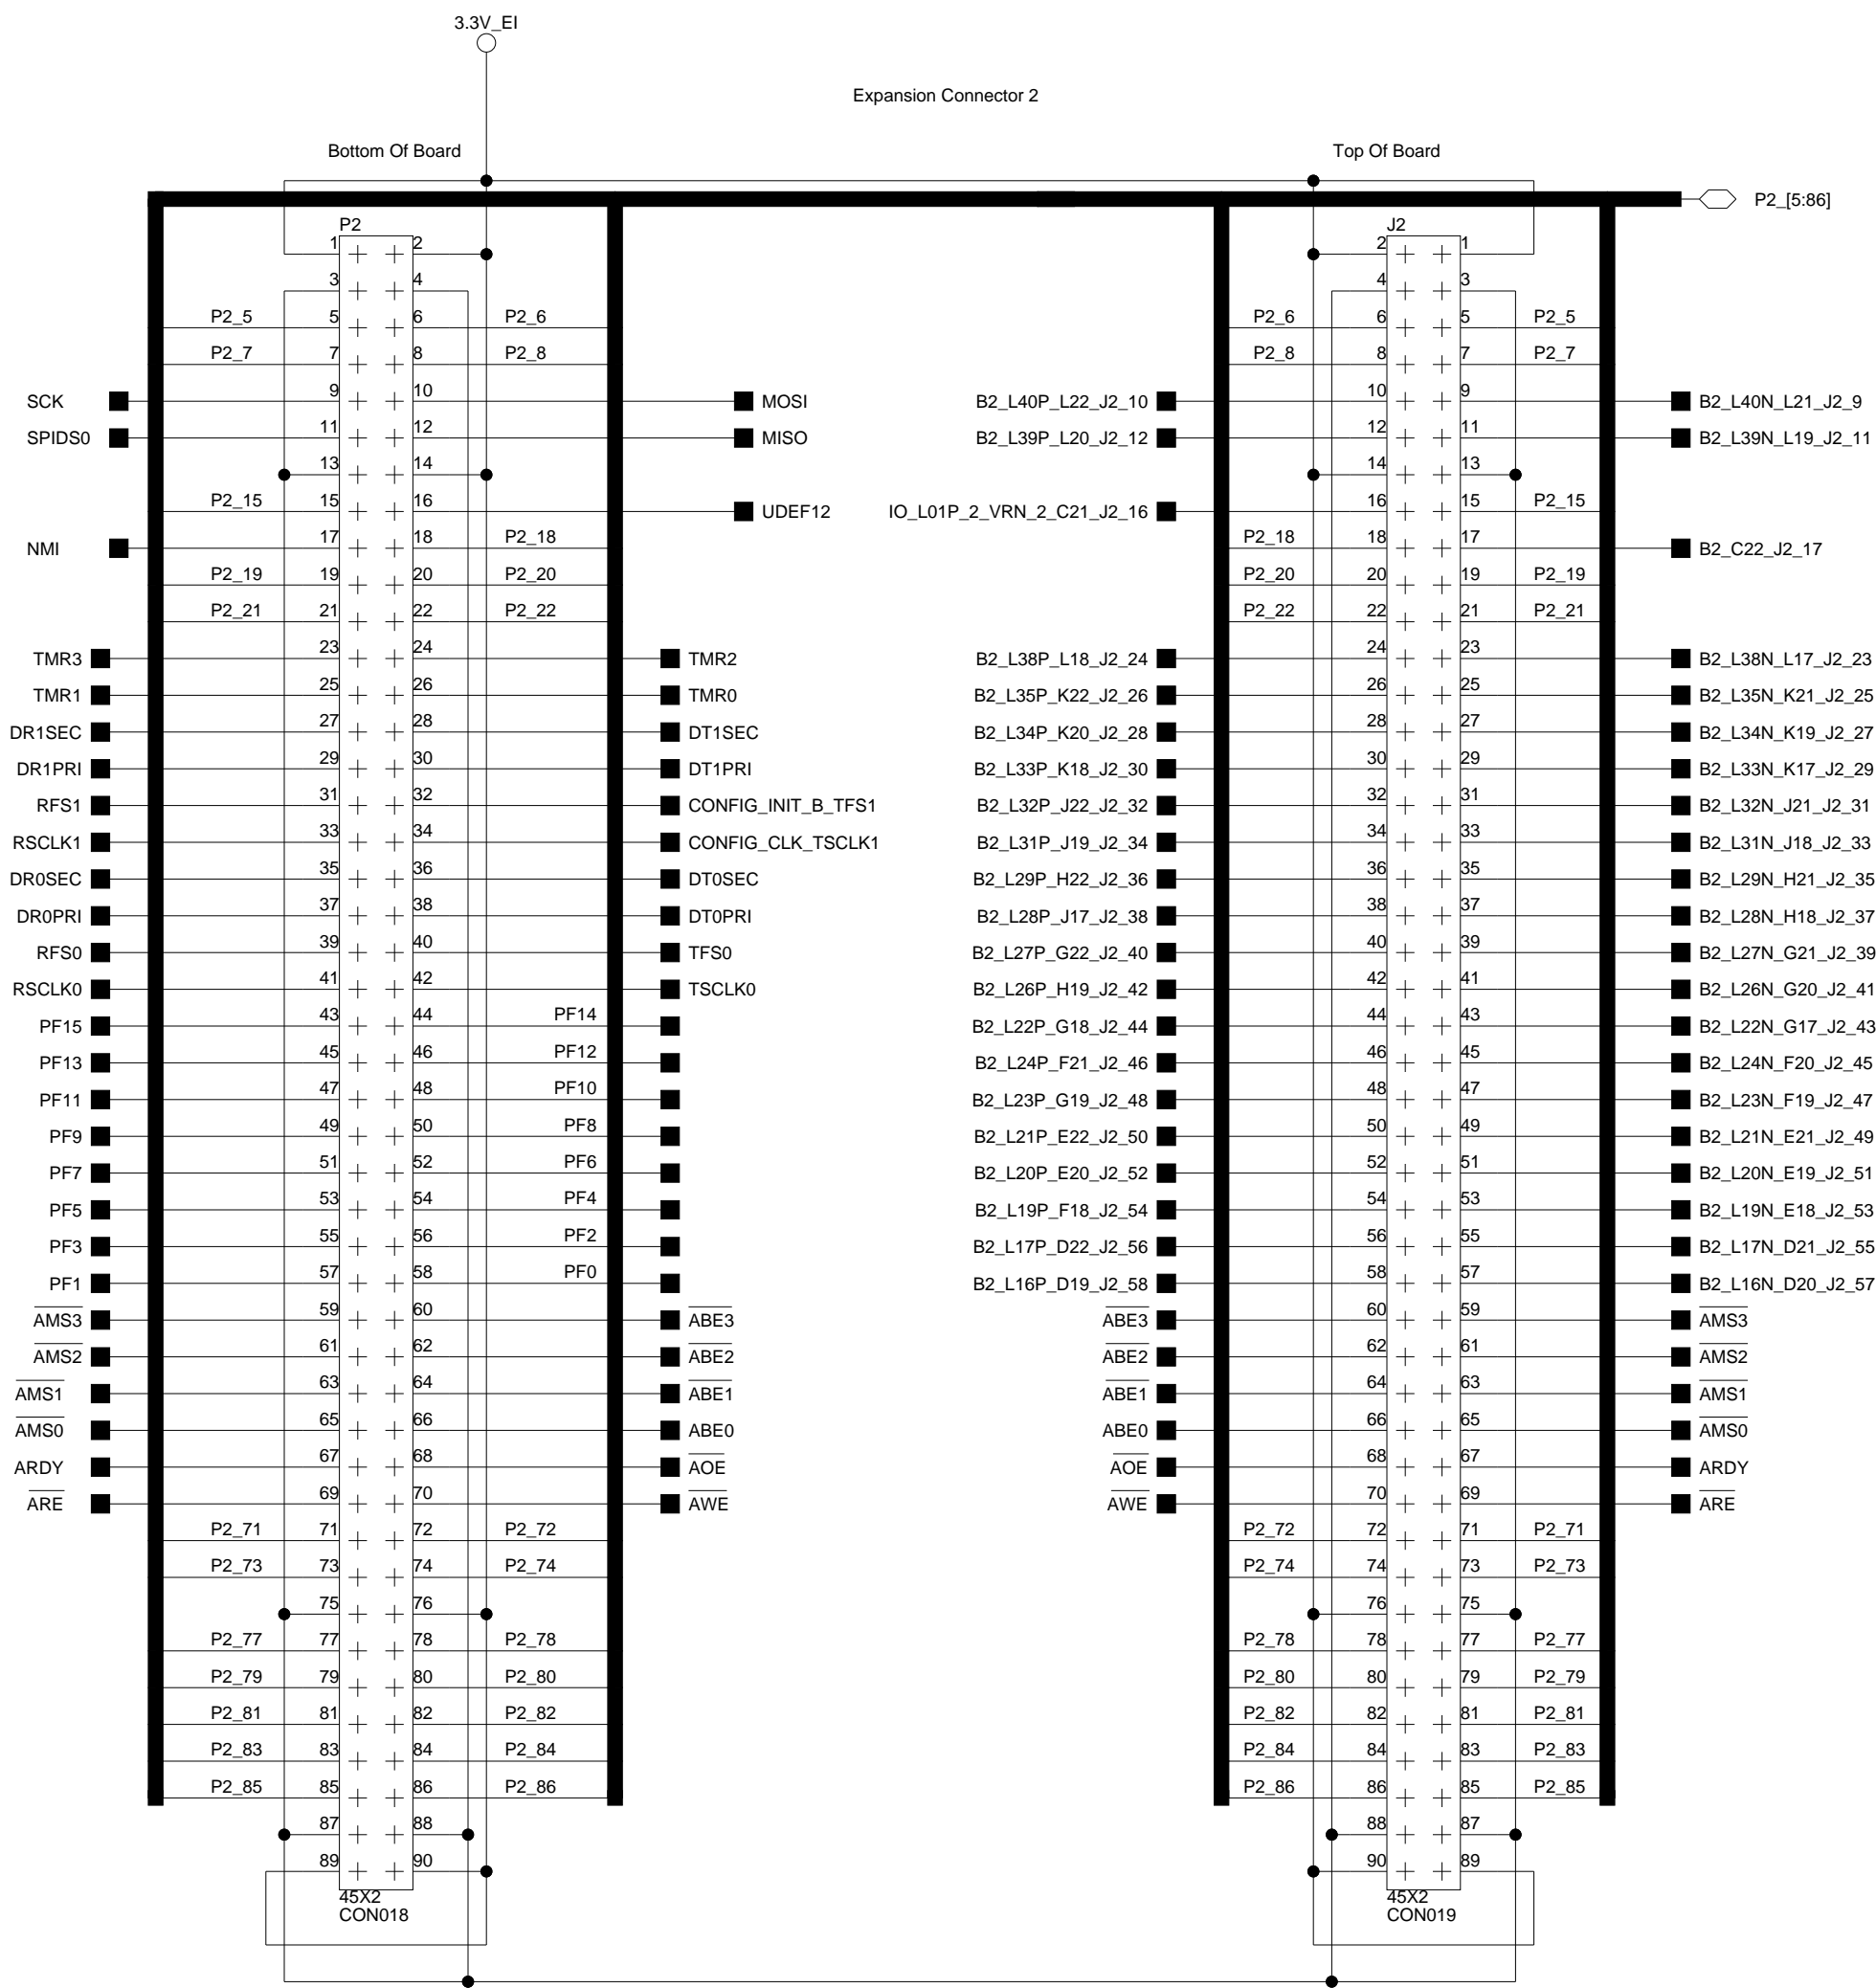 3.3V_EI
Expansion Connector 2
Bottom Of Board Top Of Board
P2_[5:86]
P2 J2
1 2 2 1
3 4 4 3
P2_5 5 6 P2_6 P2_6 6 5 P2_5
P2_7 7 8 P2_8 P2_8 8 7 P2_7
SCK 9 10 MOSI B2_L40P_L22_J2_10 10 9 B2_L40N_L21_J2_9
SPIDS0 11 12 MISO B2_L39P_L20_J2_12 12 11 B2_L39N_L19_J2_11
13 14 14 13
P2_15 15 16 UDEF12 IO_L01P_2_VRN_2_C21_J2_16 16 15 P2_15
NMI 17 18 P2_18 P2_18 18 17 B2_C22_J2_17
P2_19 19 20 P2_20 P2_20 20 19 P2_19
P2_21 21 22 P2_22 P2_22 22 21 P2_21
TMR3 23 24 TMR2 B2_L38P_L18_J2_24 24 23 B2_L38N_L17_J2_23
TMR1 25 26 TMR0 B2_L35P_K22_J2_26 26 25 B2_L35N_K21_J2_25
DR1SEC 27 28 DT1SEC B2_L34P_K20_J2_28 28 27 B2_L34N_K19_J2_27
DR1PRI 29 30 DT1PRI B2_L33P_K18_J2_30 30 29 B2_L33N_K17_J2_29
RFS1 31 32 CONFIG_INIT_B_TFS1 B2_L32P_J22_J2_32 32 31 B2_L32N_J21_J2_31
RSCLK1 33 34 CONFIG_CLK_TSCLK1 B2_L31P_J19_J2_34 34 33 B2_L31N_J18_J2_33
DR0SEC 35 36 DT0SEC B2_L29P_H22_J2_36 36 35 B2_L29N_H21_J2_35
DR0PRI 37 38 DT0PRI B2_L28P_J17_J2_38 38 37 B2_L28N_H18_J2_37
RFS0 39 40 TFS0 B2_L27P_G22_J2_40 40 39 B2_L27N_G21_J2_39
RSCLK0 41 42 TSCLK0 B2_L26P_H19_J2_42 42 41 B2_L26N_G20_J2_41
PF15 43 44 PF14 B2_L22P_G18_J2_44 44 43 B2_L22N_G17_J2_43
PF13 45 46 PF12 B2_L24P_F21_J2_46 46 45 B2_L24N_F20_J2_45
PF11 47 48 PF10 B2_L23P_G19_J2_48 48 47 B2_L23N_F19_J2_47
PF9 49 50 PF8 B2_L21P_E22_J2_50 50 49 B2_L21N_E21_J2_49
PF7 51 52 PF6 B2_L20P_E20_J2_52 52 51 B2_L20N_E19_J2_51
PF5 53 54 PF4 B2_L19P_F18_J2_54 54 53 B2_L19N_E18_J2_53
PF3 55 56 PF2 B2_L17P_D22_J2_56 56 55 B2_L17N_D21_J2_55
PF1 57 58 PF0 B2_L16P_D19_J2_58 58 57 B2_L16N_D20_J2_57
AMS3 59 60 ABE3 ABE3 60 59 AMS3
AMS2 61 62 ABE2 ABE2 62 61 AMS2
AMS1 63 64 ABE1 ABE1 64 63 AMS1
AMS0 65 66 ABE0 ABE0 66 65 AMS0
ARDY 67 68 AOE AOE 68 67 ARDY
ARE 69 70 AWE AWE 70 69 ARE
P2_71 71 72 P2_72 P2_72 72 71 P2_71
P2_73 73 74 P2_74 P2_74 74 73 P2_73
75 76 76 75
P2_77 77 78 P2_78 P2_78 78 77 P2_77
P2_79 79 80 P2_80 P2_80 80 79 P2_79
P2_81 81 82 P2_82 P2_82 82 81 P2_81
P2_83 83 84 P2_84 P2_84 84 83 P2_83
P2_85 85 86 P2_86 P2_86 86 85 P2_85
87 88 88 87
89 90 90 89
45X2 45X2
CON018 CON019